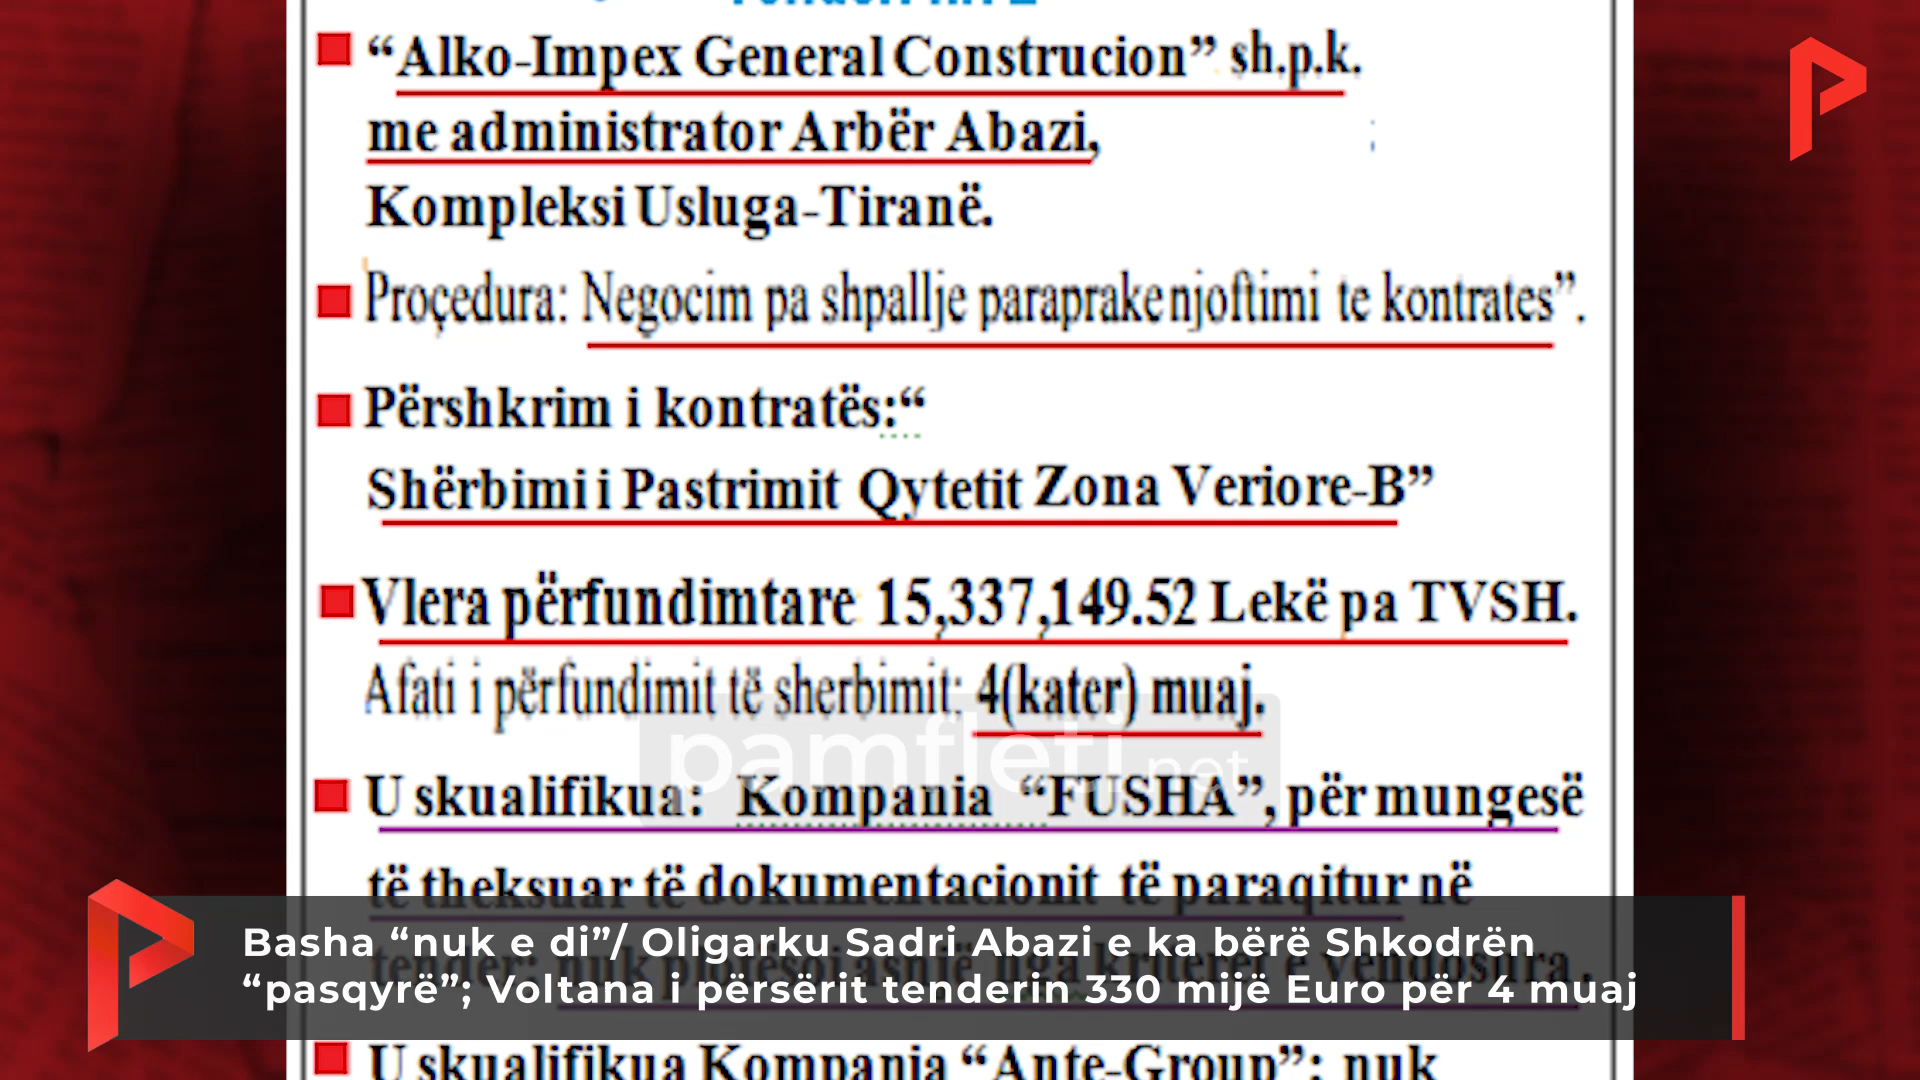 “Alko-Impex General Construcion” sh.p.k.
me administrator Arbër Abazi,
Kompleksi Usluga-Tiranë.
Proçedura: Negocim pa shpallje paraprake njoftimi te kontrates”.
Përshkrim i kontratës:“
Shërbimi i Pastrimit Qytetit Zona Veriore-B”
Vlera përfundimtare 15,337,149.52 Lekë pa TVSH.
Afati i përfundimit të sherbimit: 4(kater) muaj.
pamfleti.net
U skualifikua: Kompania “FUSHA”, për mungesë
të theksuar të dokumentacionit të paraqitur në
Basha “nuk e di”/ Oligarku Sadri Abazi e ka bërë Shkodrën
“pasqyrë”; Voltana i përsërit tenderin 330 mijë Euro për 4 muaj
U skualifikua Kompania “Ante-Group”: nuk